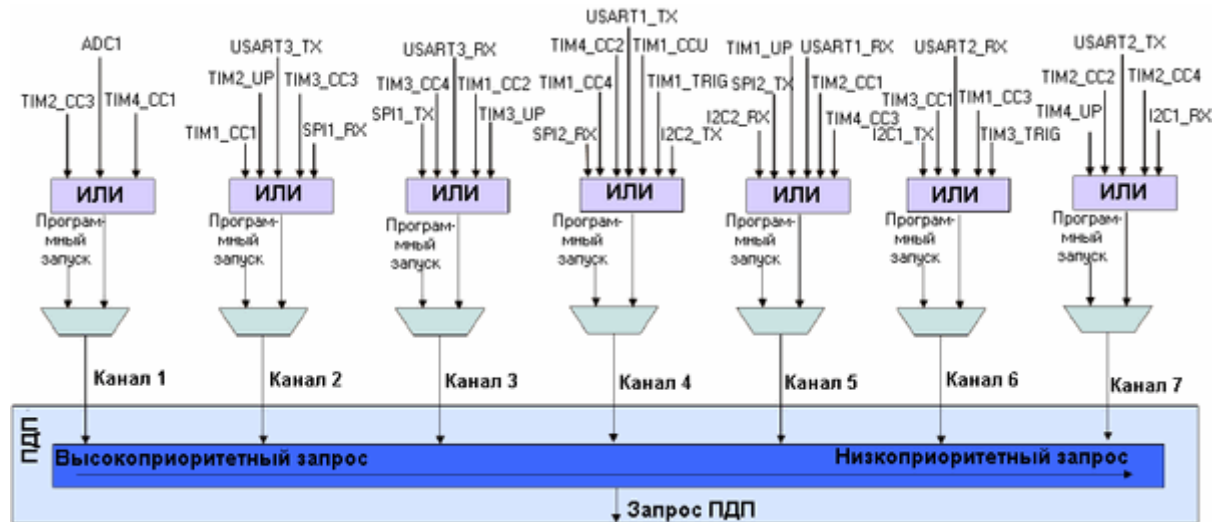 ADC1
TIM2_CC3
TIM4_CC1
ИЛИ
Програм-
мный
запуск
Канал 1
USART3_TX
TIM2_UP
TIM3_CC3
TIM1_CC1
SPI1_RX
ИЛИ
Програм-
мный
запуск
Канал 2
USART3_RX
TIM3_CC4
TIM1_CC2
SPI1_TX
TIM3_UP
ИЛИ
Програм-
мный
запуск
Канал 3
USART1_TX
TIM4_CC2
TIM1_CCU
TIM1_CC4
TIM1_TRIG
SPI2_RX
I2C2_TX
ИЛИ
Програм-
мный
запуск
Канал 4
TIM1_UP
USART1_RX
SPI2_TX
TIM2_CC1
I2C2_RX
TIM4_CC3
ИЛИ
Програм-
мный
запуск
Канал 5
USART2_RX
TIM3_CC1
TIM1_CC3
I2C1_TX
TIM3_TRIG
ИЛИ
Програм-
мный
запуск
Канал 6
USART2_TX
TIM2_CC2
TIM2_CC4
TIM4_UP
I2C1_RX
ИЛИ
Програм-
мный
запуск
Канал 7
ПДП
Высокоприоритетный запрос
Низкоприоритетный запрос
Запрос ПДП